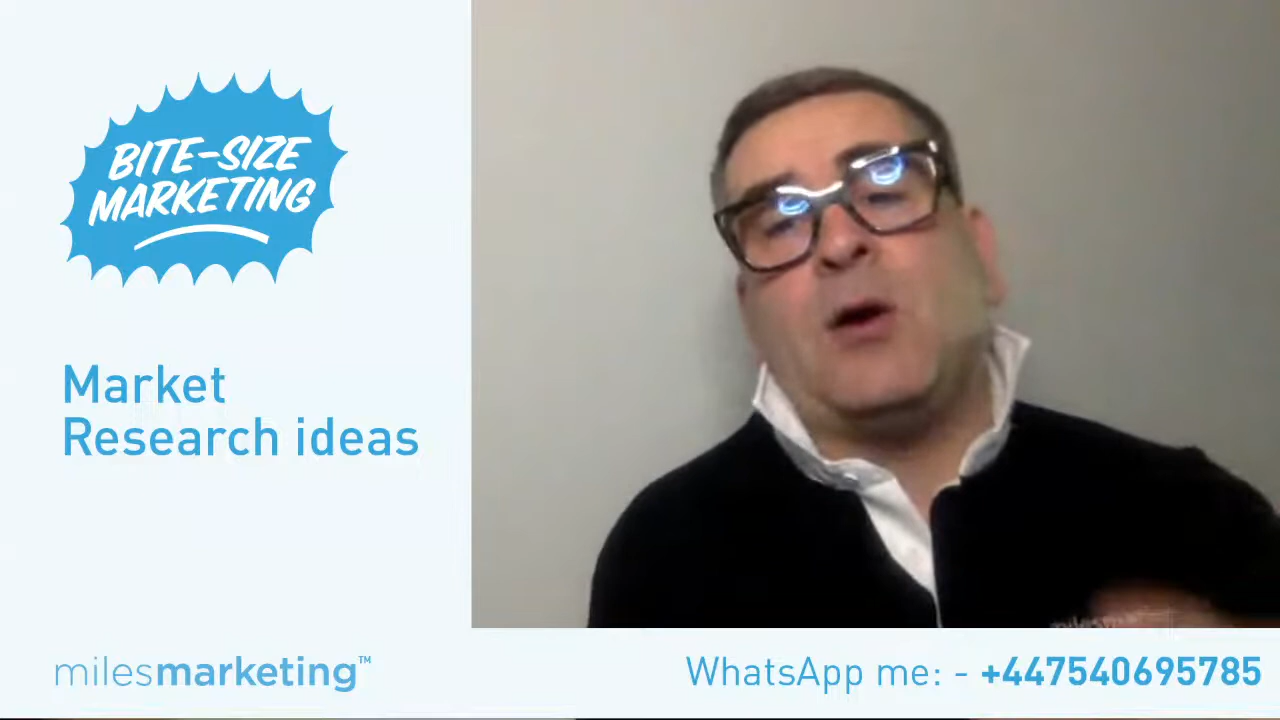 BITE-SIZE
MARKETING
Market
Research ideas
milesmarketing™
WhatsApp me: - +447540695785